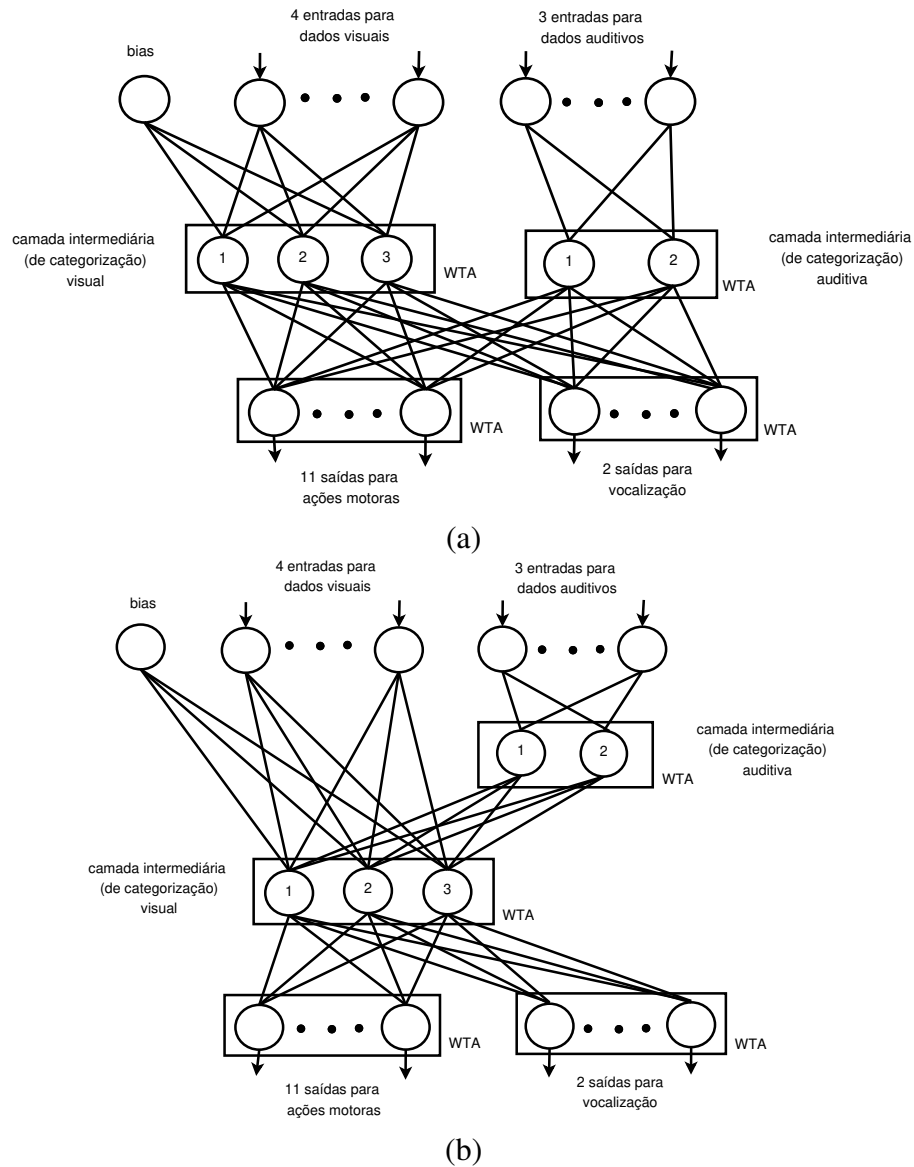 4 entradas para
dados visuais
3 entradas para
dados auditivos
bias
camada intermediária
(de categorização)
visual
1
2
3
WTA
1
2
WTA
camada intermediária
(de categorização)
auditiva
WTA
WTA
11 saídas para
ações motoras
2 saídas para
vocalização
(a)
4 entradas para
dados visuais
3 entradas para
dados auditivos
bias
1
2
WTA
camada intermediária
(de categorização)
auditiva
camada intermediária
(de categorização)
visual
1
2
3
WTA
WTA
WTA
11 saídas para
ações motoras
2 saídas para
vocalização
(b)